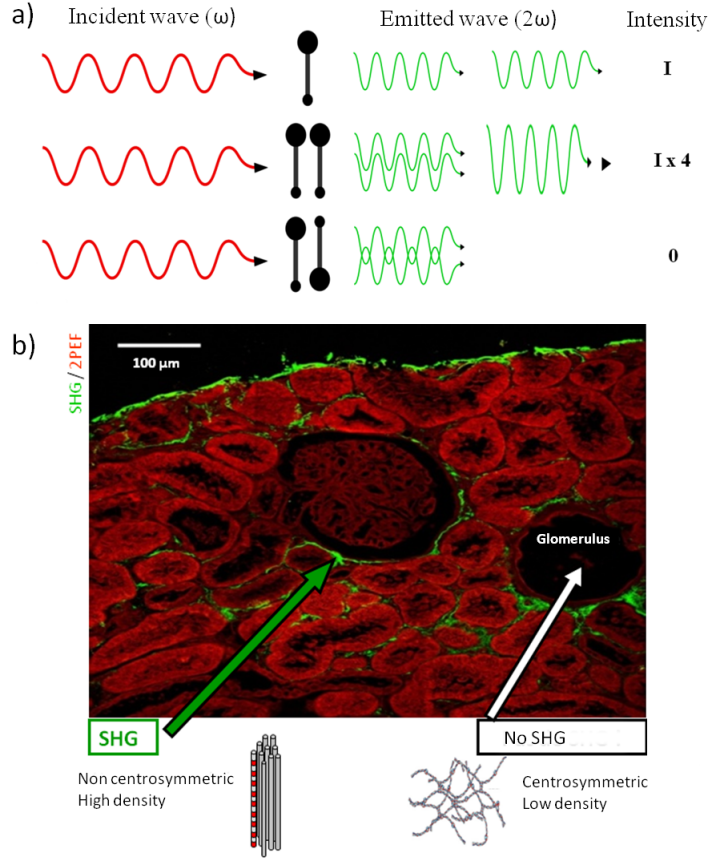 a)
Incident wave (ω)
Emitted wave (2ω)
Intensity
I
I x 4
0
b)
SHG / 2PEF
100 µm
Glomerulus
SHG
No SHG
Non centrosymmetric
High density
Centrosymmetric
Low density